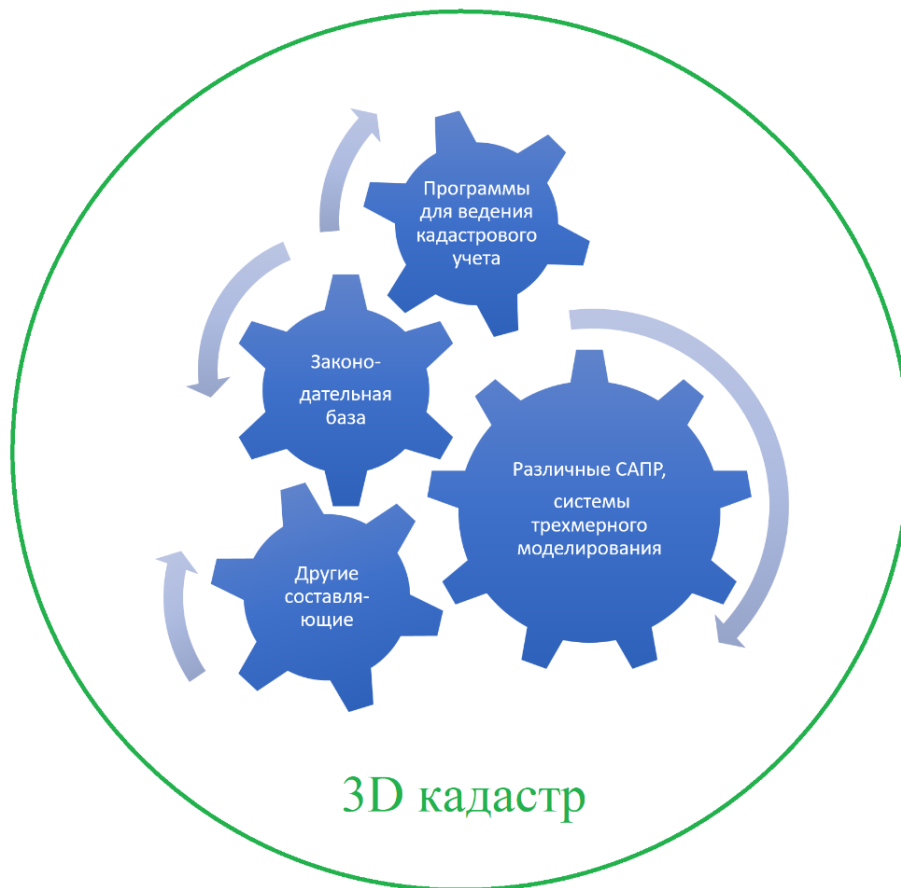 Программы
для ведения
кадастрового
учета
Законо-
дательная
база
Различные САПР,
системы
трехмерного
моделирования
Другие
составля-
ющие
3D кадастр